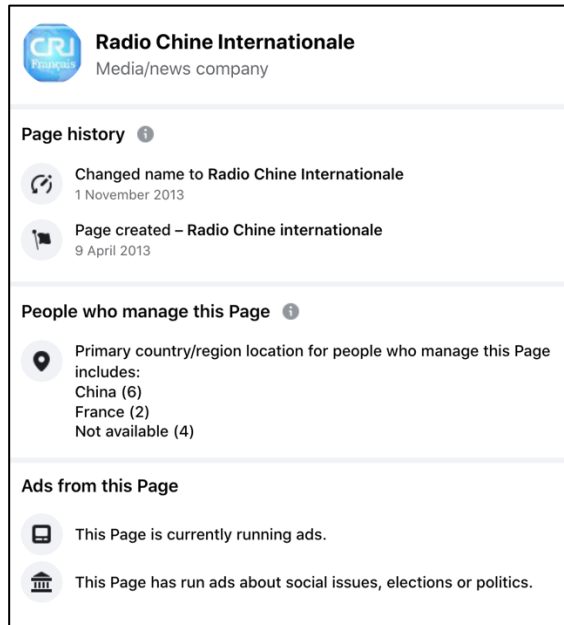 CRI
Français
Radio Chine Internationale
Media/news company
Page history
Changed name to Radio Chine Internationale
1 November 2013
Page created – Radio Chine internationale
9 April 2013
People who manage this Page
Primary country/region location for people who manage this Page
includes:
China (6)
France (2)
Not available (4)
Ads from this Page
This Page is currently running ads.
This Page has run ads about social issues, elections or politics.